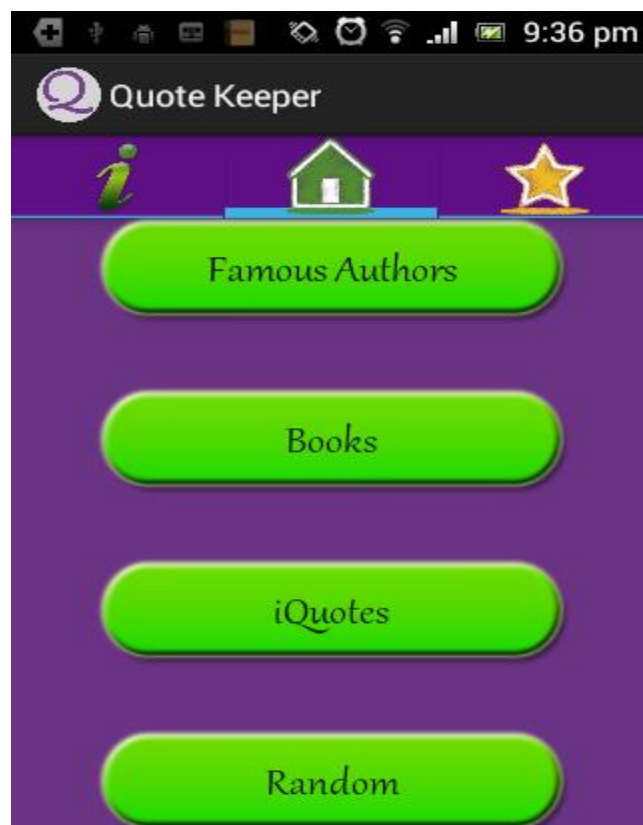 9:36 pm
Q Quote Keeper
i
Famous Authors
Books
iQuotes
Random